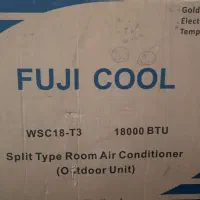 Gold
Elect
Temp
FUJI COOL
WSC18-T3 18000 BTU
Split Type Room Air Conditioner
(Outdoor Unit)